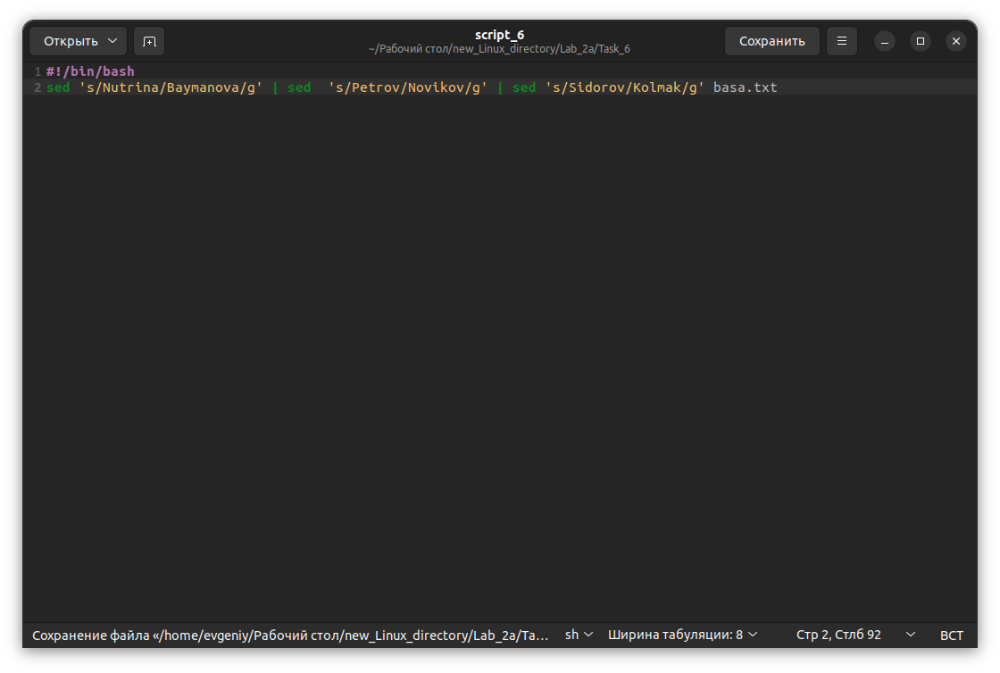 Открыть
script_6
~/Рабочий стол/new_Linux_directory/Lab_2a/Task_6
Сохранить
1 #!/bin/bash
2 sed 's/Nutrina/Baymanova/g' | sed  's/Petrov/Novikov/g' | sed 's/Sidorov/Kolmak/g' basa.txt
Сохранение файла «/home/evgeniy/Рабочий стол/new_Linux_directory/Lab_2a/Ta… sh Ширина табуляции: 8 Стр 2, Стлб 92 ВСТ